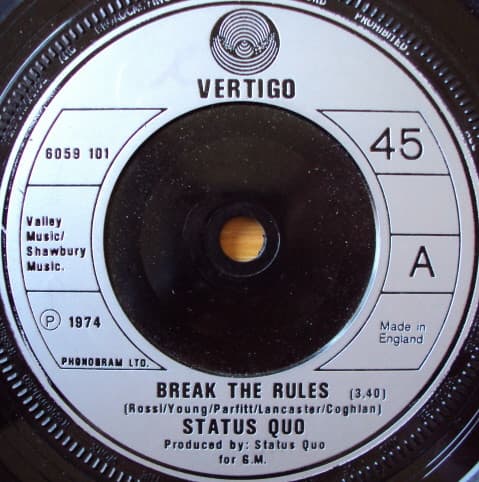 PROHIBITED
VERTIGO
6059 101
45
Valley
Music/
Shawbury
Music.
A
Ⓟ 1974
Made in
England
PHONOGRAM LTD.
BREAK THE RULES (3.40)
(Rossi/Young/Parfitt/Lancaster/Coghlan)
STATUS QUO
Produced by: Status Quo
for G.M.